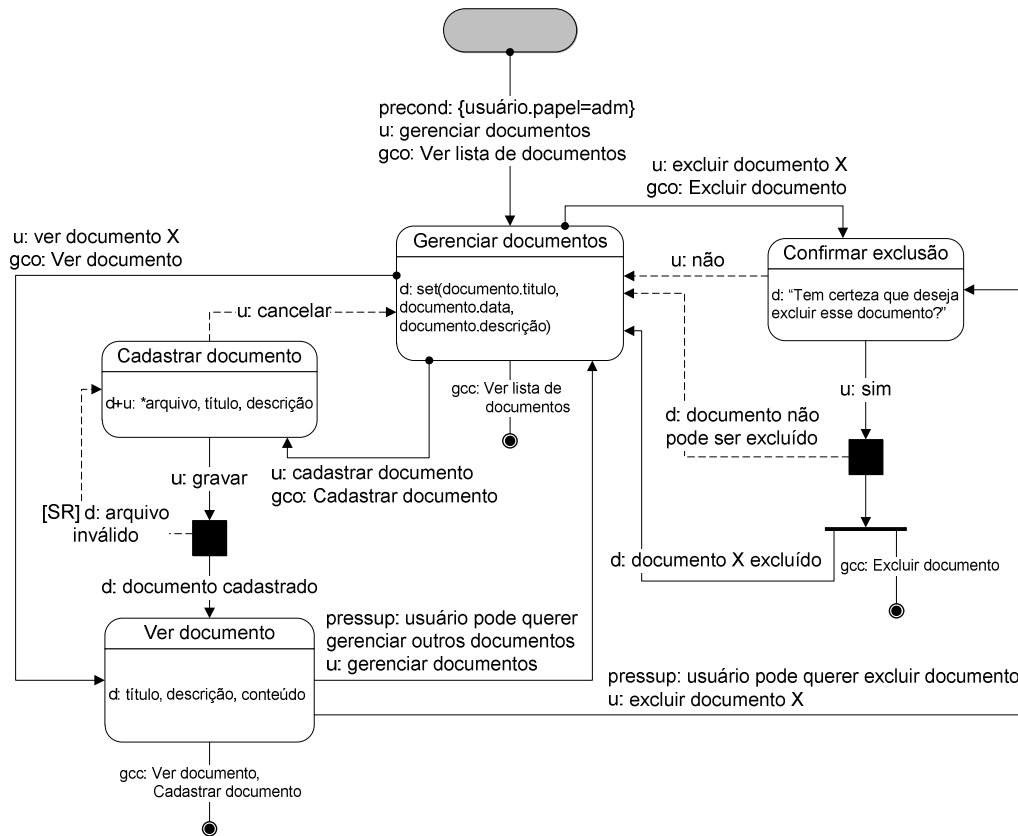 precond: {usuário.papel=adm}
u: gerenciar documentos
gco: Ver lista de documentos
u: excluir documento X
gco: Excluir documento
u: ver documento X
gco: Ver documento
Gerenciar documentos
d: set(documento.titulo,
documento.data,
documento.descrição)
u: não
Confirmar exclusão
d: “Tem certeza que deseja
excluir esse documento?”
u: cancelar
Cadastrar documento
d+u: *arquivo, título, descrição
gcc: Ver lista de
documentos
u: sim
d: documento não
pode ser excluído
u: cadastrar documento
gco: Cadastrar documento
u: gravar
[SR] d: arquivo
inválido
d: documento X excluído
gcc: Excluir documento
d: documento cadastrado
Ver documento
d: título, descrição, conteúdo
pressup: usuário pode querer
gerenciar outros documentos
u: gerenciar documentos
pressup: usuário pode querer excluir documento
u: excluir documento X
gcc: Ver documento,
Cadastrar documento